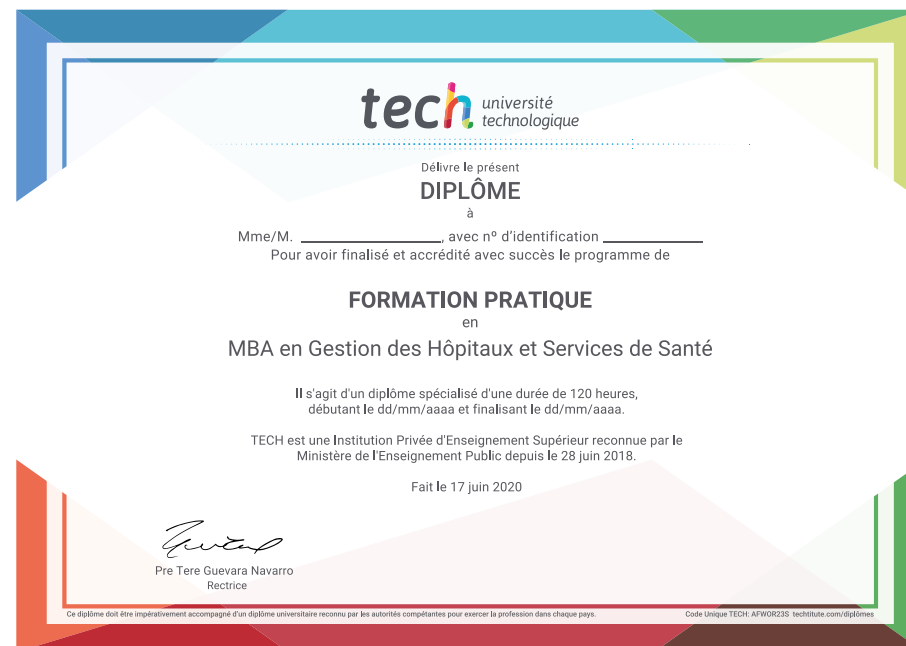 tech université
technologique
Délivre le présent
DIPLÔME
à
Mme/M. ____________________, avec nº d'identification ______________
Pour avoir finalisé et accrédité avec succès le programme de
FORMATION PRATIQUE
en
MBA en Gestion des Hôpitaux et Services de Santé
Il s'agit d'un diplôme spécialisé d'une durée de 120 heures,
débutant le dd/mm/aaaa et finalisant le dd/mm/aaaa.
TECH est une Institution Privée d'Enseignement Supérieur reconnue par le
Ministère de l'Enseignement Public depuis le 28 juin 2018.
Fait le 17 juin 2020
Pre Tere Guevara Navarro
Rectrice
Ce diplôme doit être impérativement accompagné d'un diplôme universitaire reconnu par les autorités compétentes pour exercer la profession dans chaque pays. Code Unique TECH: AFWOR23S techtitute.com/diplômes